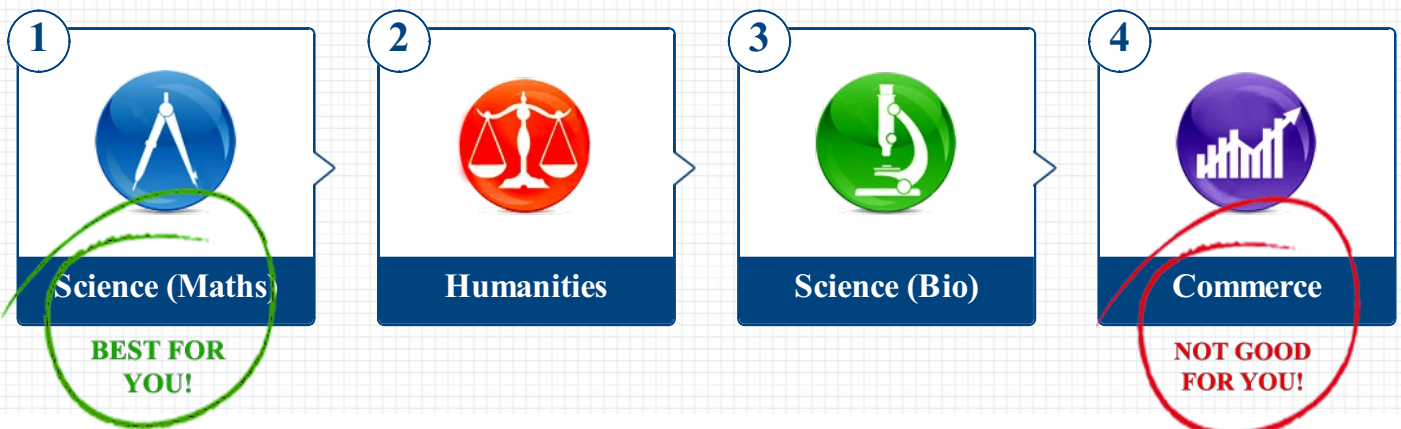 1
2
3
4
Science (Maths)
Humanities
Science (Bio)
Commerce
BEST FOR
YOU!
NOT GOOD
FOR YOU!